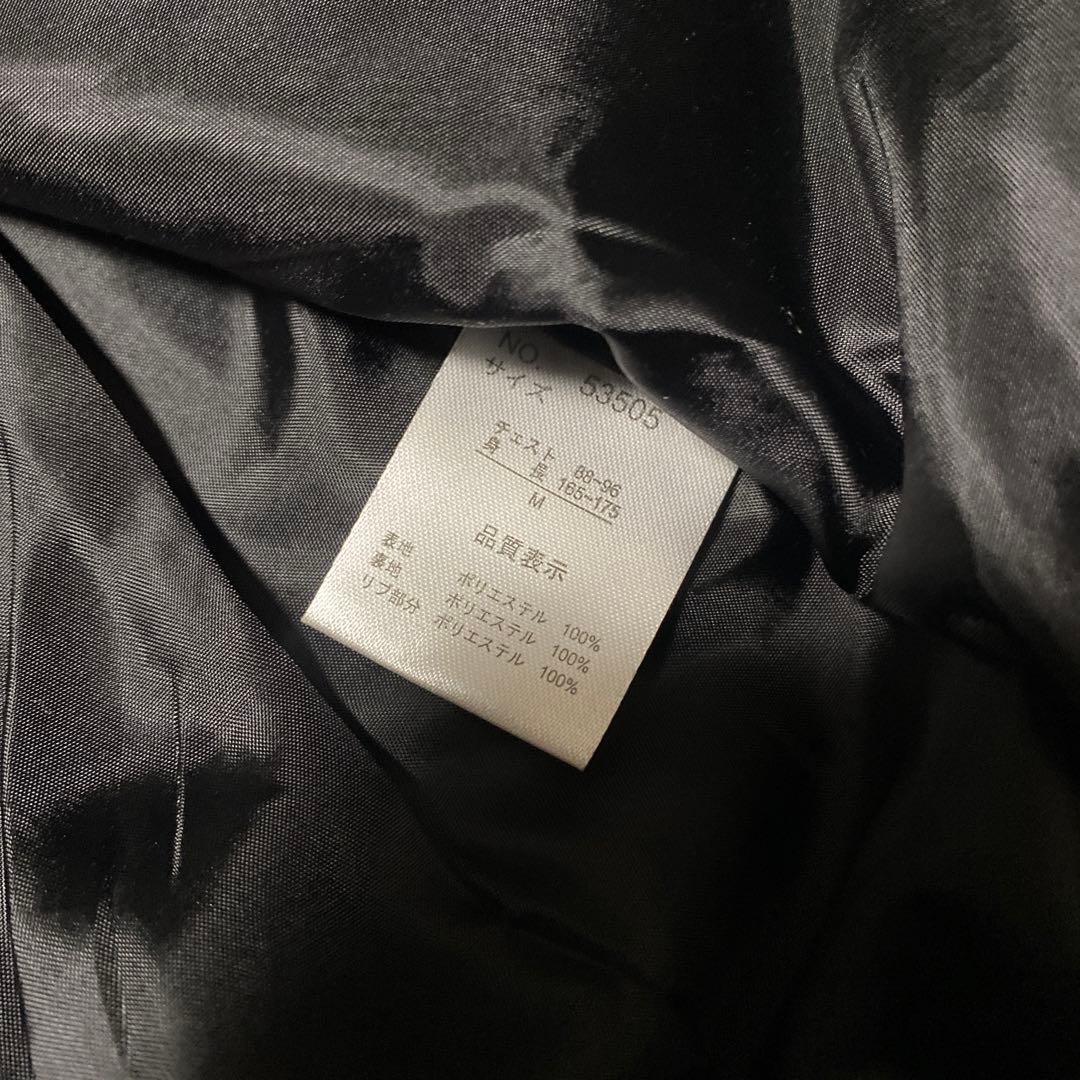 NO. 53505
サイズ
チェスト 88~96
身長 165~175
M
品質表示
表地 ポリエステル 100%
裏地 ポリエステル 100%
リブ部分 ポリエステル 100%